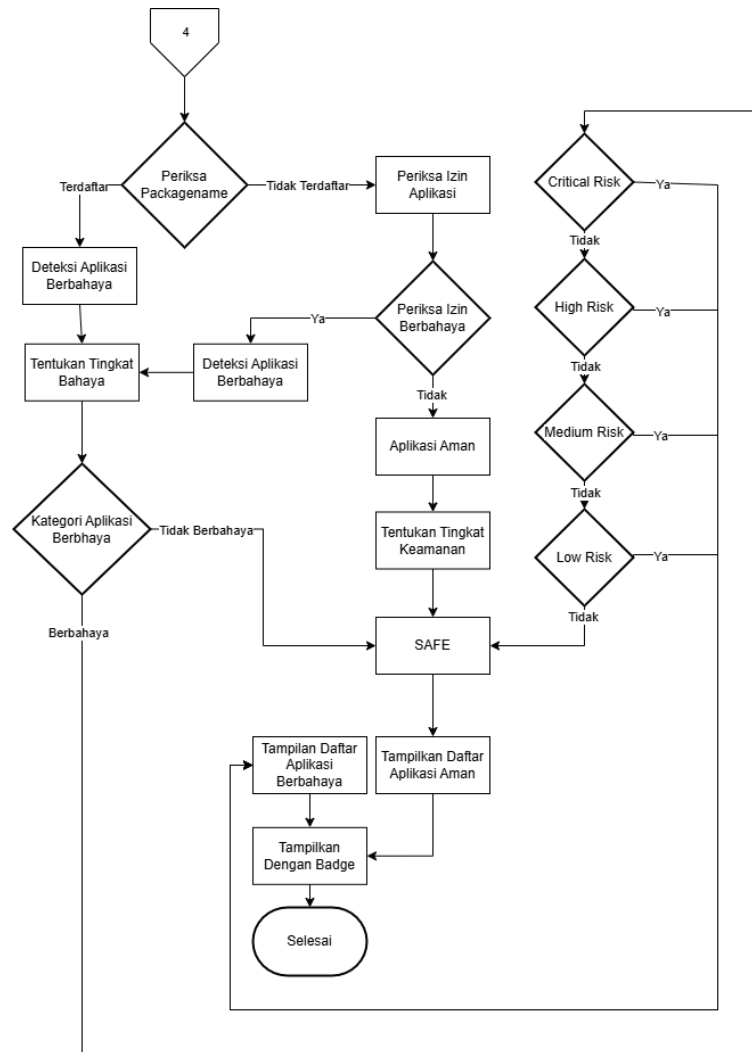 4
Periksa
Packagename
Terdaftar
Tidak Terdaftar
Periksa Izin
Aplikasi
Critical Risk
Ya
Tidak
Deteksi Aplikasi
Berbahaya
Periksa Izin
Berbahaya
Ya
High Risk
Ya
Tidak
Tentukan Tingkat
Bahaya
Deteksi Aplikasi
Berbahaya
Tidak
Aplikasi Aman
Medium Risk
Ya
Tidak
Kategori Aplikasi
Berbhaya
Tidak Berbahaya
Tentukan Tingkat
Keamanan
Low Risk
Ya
Tidak
Berbahaya
SAFE
Tampilan Daftar
Aplikasi
Berbahaya
Tampilkan Daftar
Aplikasi Aman
Tampilkan
Dengan Badge
Selesai